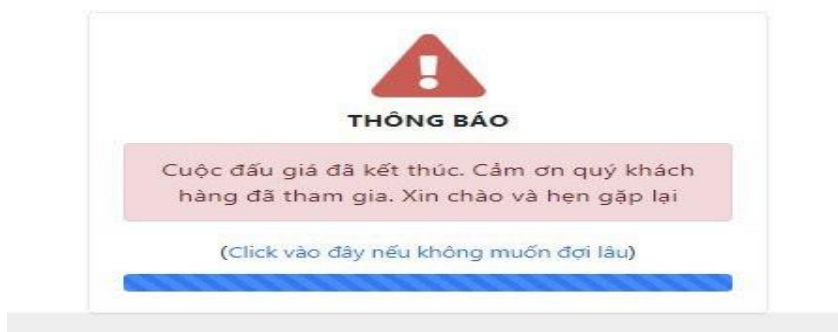 THÔNG BÁO
Cuộc đấu giá đã kết thúc. Cảm ơn quý khách
hàng đã tham gia. Xin chào và hẹn gặp lại
(Click vào đây nếu không muốn đợi lâu)